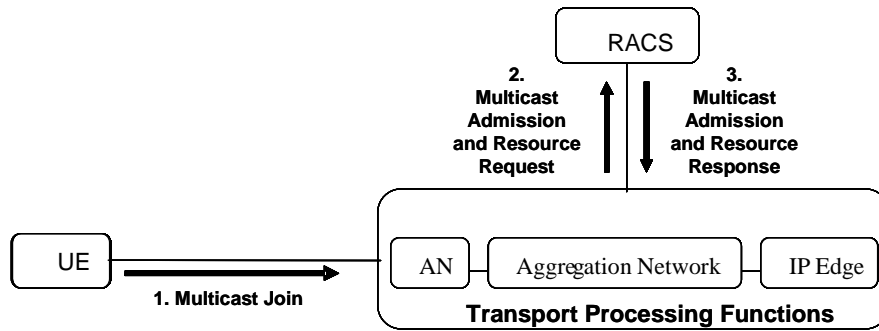 RACS
2.
Multicast
Admission
and Resource
Request
3.
Multicast
Admission
and Resource
Response
UE
AN
Aggregation Network
IP Edge
1. Multicast Join
Transport Processing Functions